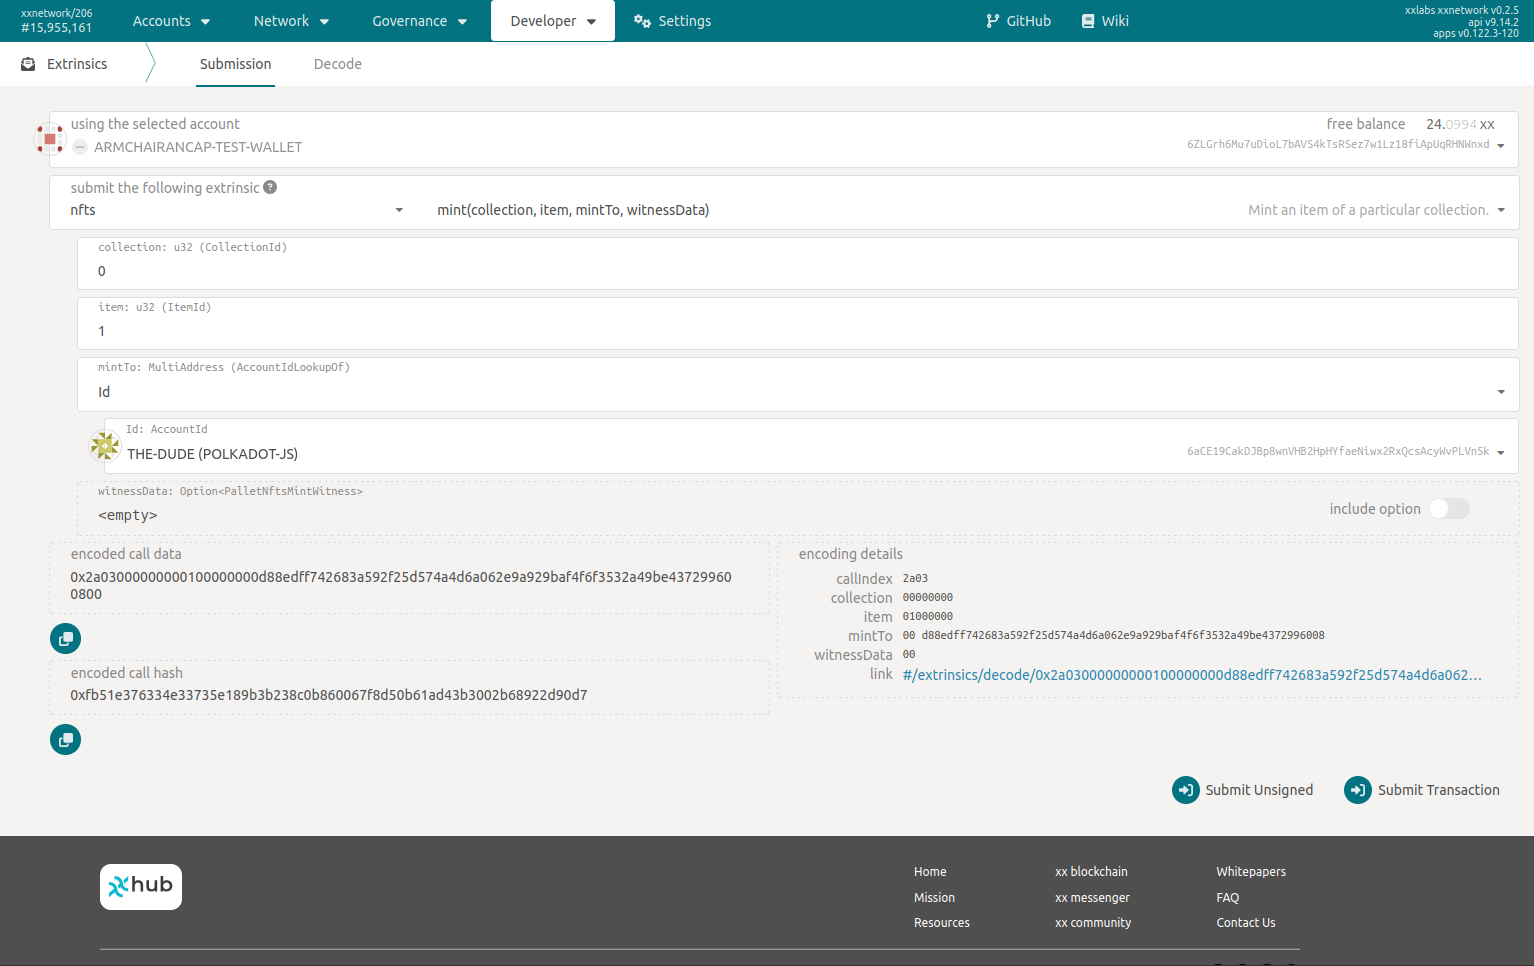 xxnetwork/206
#15,955,161
Accounts
Network
Governance
Developer
Settings
GitHub
Wiki
xxlabs xxnetwork v0.2.5
api v9.14.2
apps v0.122.3-120
Extrinsics
Submission
Decode
using the selected account
free balance 24.0994 xx
ARMCHAIRANCAP-TEST-WALLET
6ZLGrh6Mu7uDioL7bAVS4kTsRSez7w1Lz18fiApUqRHNWnxd
submit the following extrinsic ?
nfts
mint(collection, item, mintTo, witnessData)
Mint an item of a particular collection.
collection: u32 (CollectionId)
0
item: u32 (ItemId)
1
mintTo: MultiAddress (AccountIdLookupOf)
Id
Id: AccountId
THE-DUDE (POLKADOT-JS)
6aCE19CakDJBp8wnVHB2HpHYfaeNiwx2RxQcsAcyWvPLVn5k
witnessData: Option<PalletNftsMintWitness>
<empty>
include option
encoded call data
0x2a03000000000100000000d88edff742683a592f25d574a4d6a062e9a929baf4f6f3532a49be43729960
0800
encoding details
callIndex 2a03
collection 00000000
item 01000000
mintTo 00 d88edff742683a592f25d574a4d6a062e9a929baf4f6f3532a49be4372996008
witnessData 00
link #/extrinsics/decode/0x2a03000000000100000000d88edff742683a592f25d574a4d6a062...
encoded call hash
0xfb51e376334e33735e189b3b238c0b860067f8d50b61ad43b3002b68922d90d7
Submit Unsigned
Submit Transaction
xx hub
Home
xx blockchain
Whitepapers
Mission
xx messenger
FAQ
Resources
xx community
Contact Us